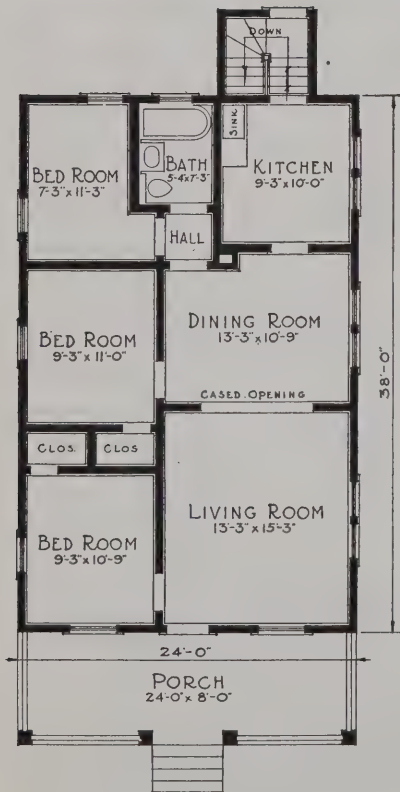 DOWN
SINK
BED ROOM
7'-3" x 11'-3"
BATH
5'-4 x 7'-3"
KITCHEN
9'-3" x 10'-0"
HALL
BED ROOM
9'-3" x 11'-0"
DINING ROOM
13'-3" x 10'-9"
38'-0"
CASED OPENING
CLOS.
CLOS
LIVING ROOM
13'-3" x 15'-3"
BED ROOM
9'-3" x 10'-9"
24'-0"
PORCH
24'-0" x 8'-0"